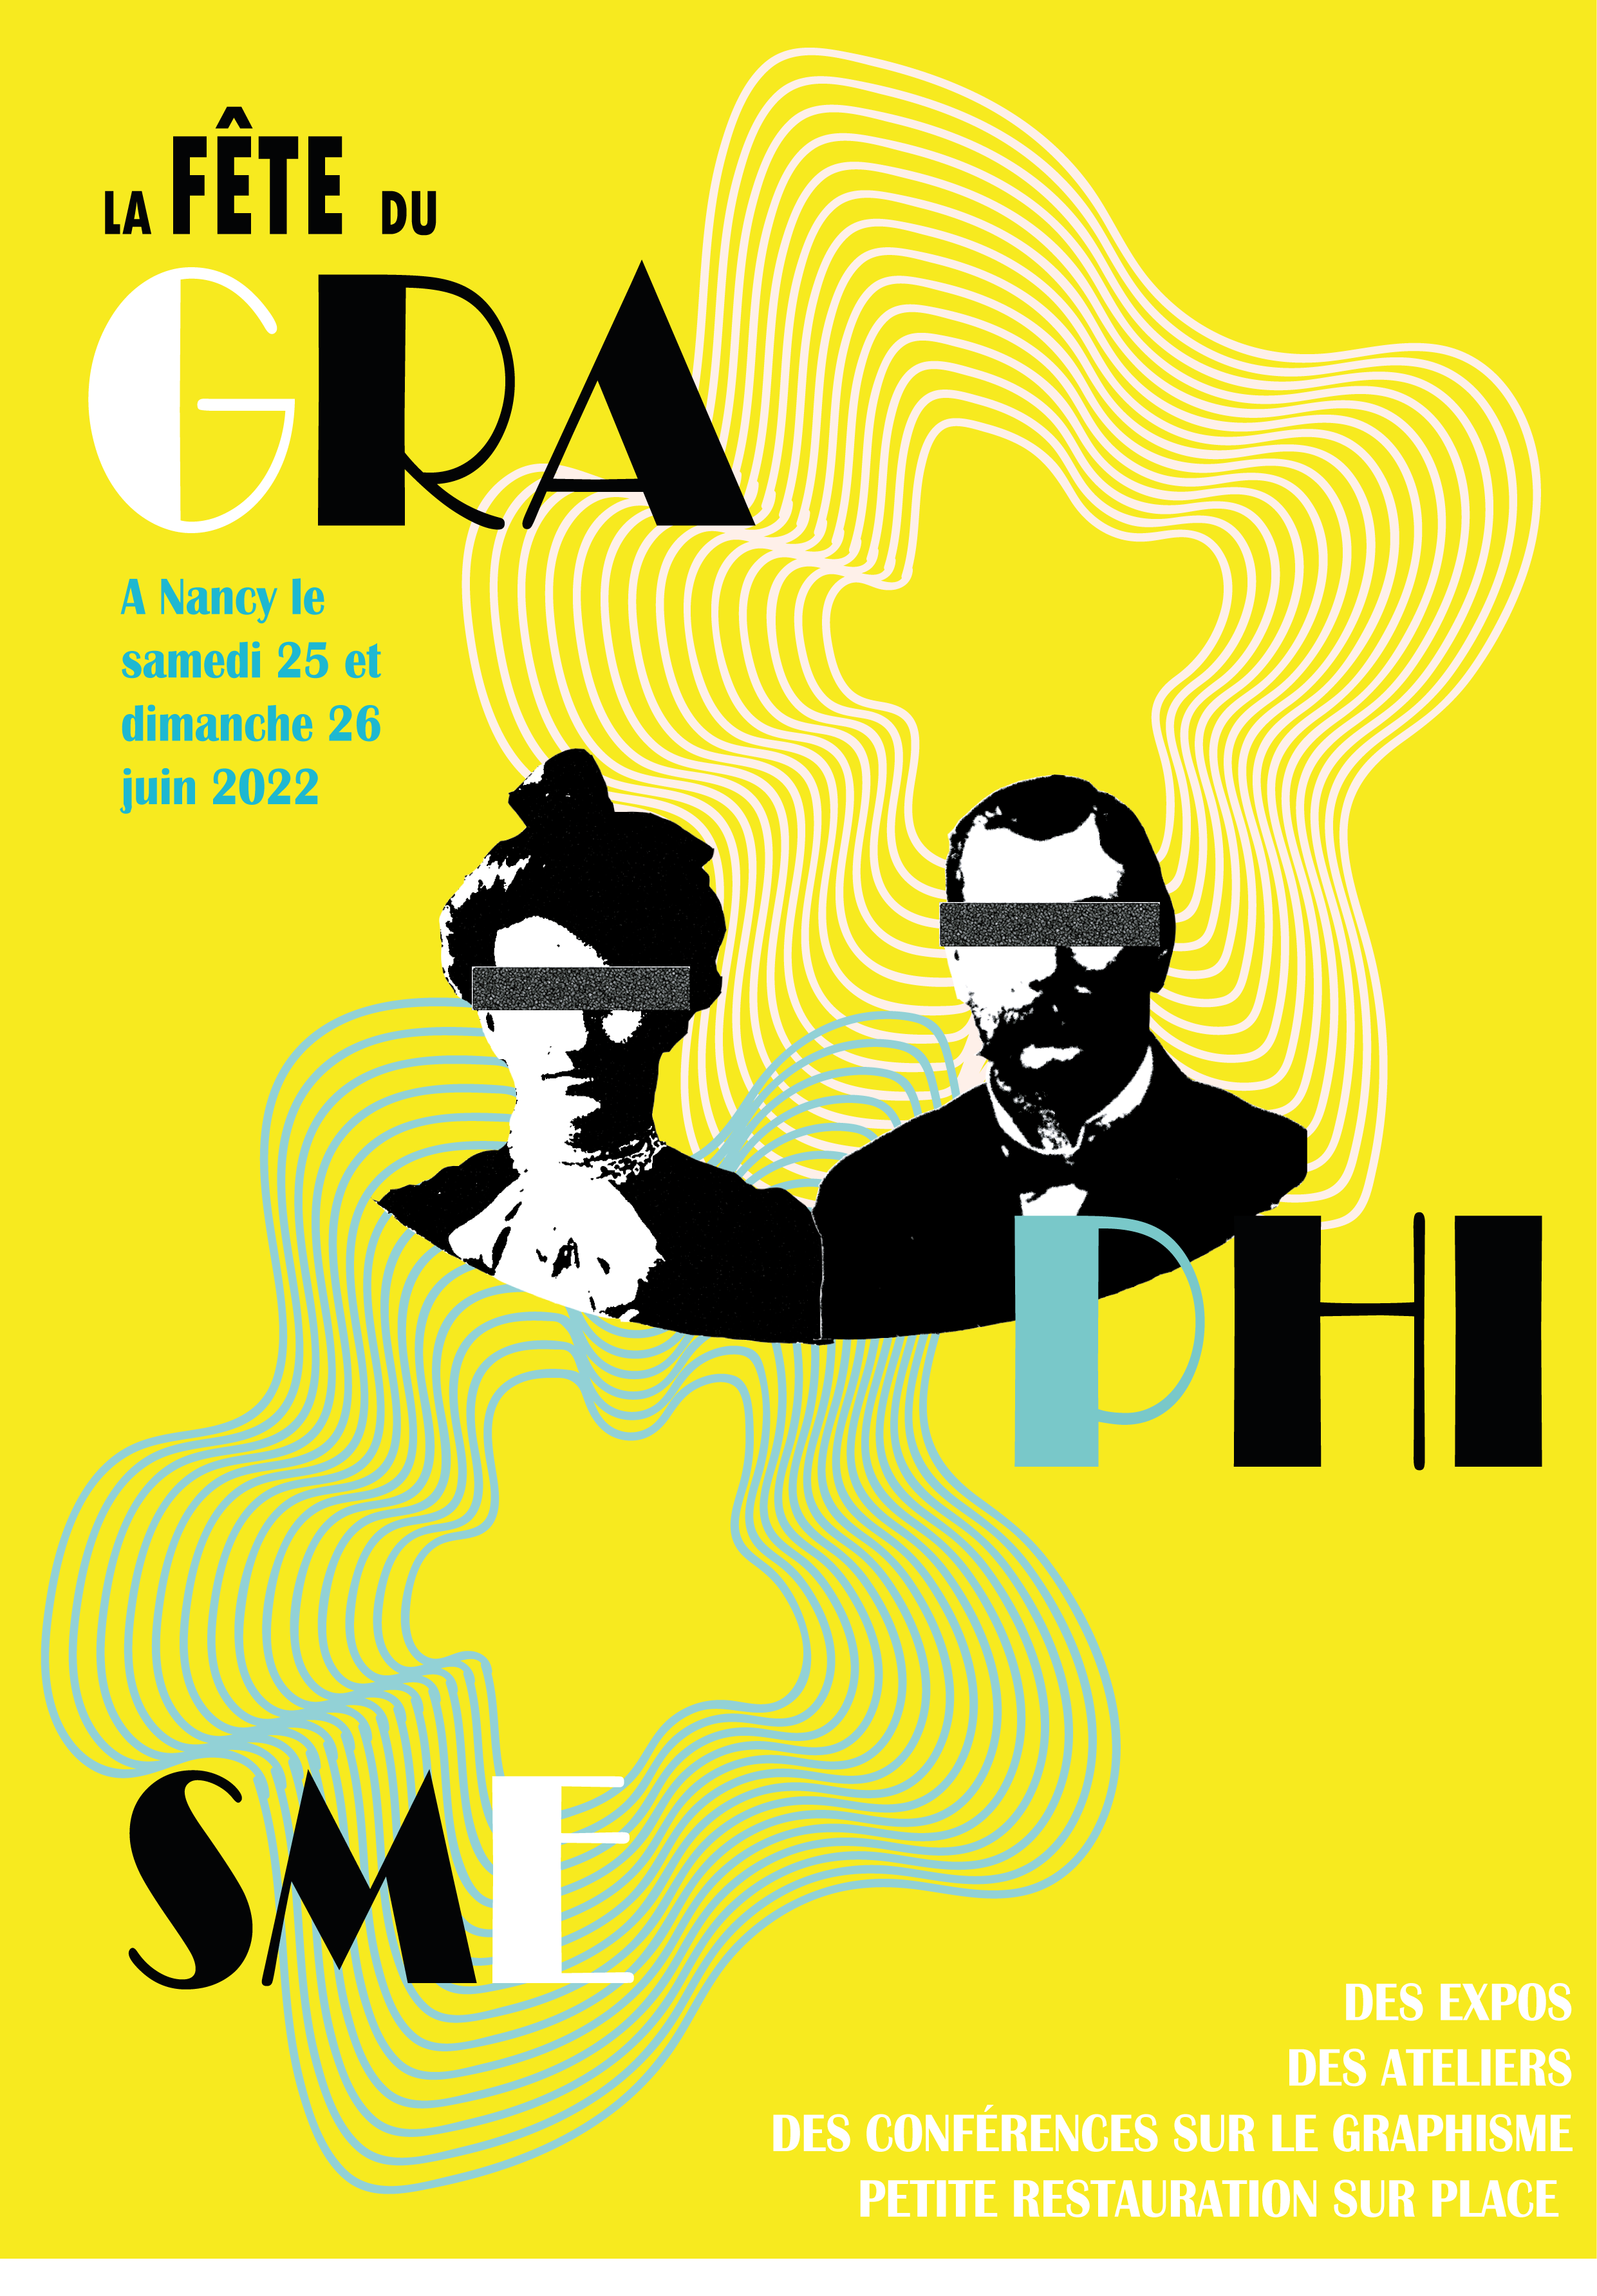 LA FÊTE DU
GRA
A Nancy le
samedi 25 et
dimanche 26
juin 2022
PHI
SME
DES EXPOS
DES ATELIERS
DES CONFÉRENCES SUR LE GRAPHISME
PETITE RESTAURATION SUR PLACE